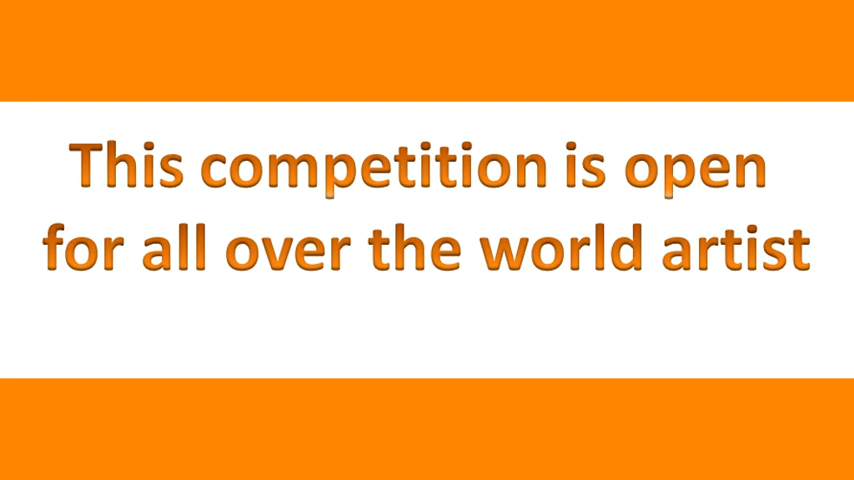 This competition is open
for all over the world artist